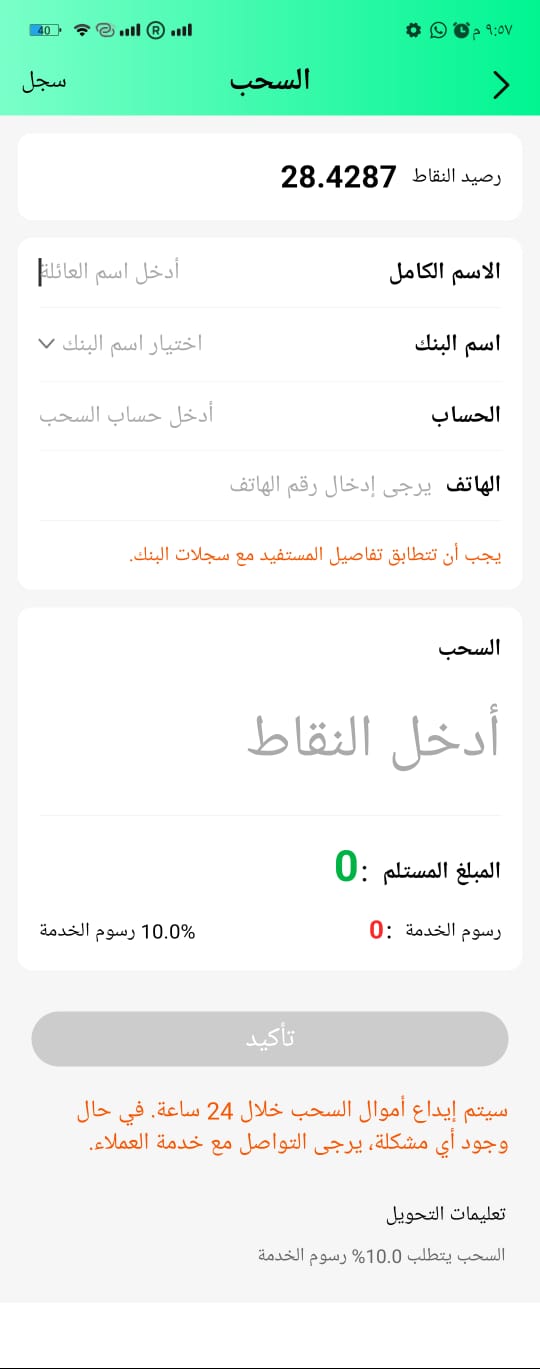 ٩:٥٧ م
40
السحب
سجل
رصيد النقاط 28.4287
الاسم الكامل أدخل اسم العائلة
اسم البنك اختيار اسم البنك
الحساب أدخل حساب السحب
الهاتف يرجى إدخال رقم الهاتف
يجب أن تتطابق تفاصيل المستفيد مع سجلات البنك.
السحب
أدخل النقاط
المبلغ المستلم :0
رسوم الخدمة :0 10.0% رسوم الخدمة
تأكيد
سيتم إيداع أموال السحب خلال 24 ساعة. في حال
وجود أي مشكلة، يرجى التواصل مع خدمة العملاء.
تعليمات التحويل
السحب يتطلب 10.0% رسوم الخدمة